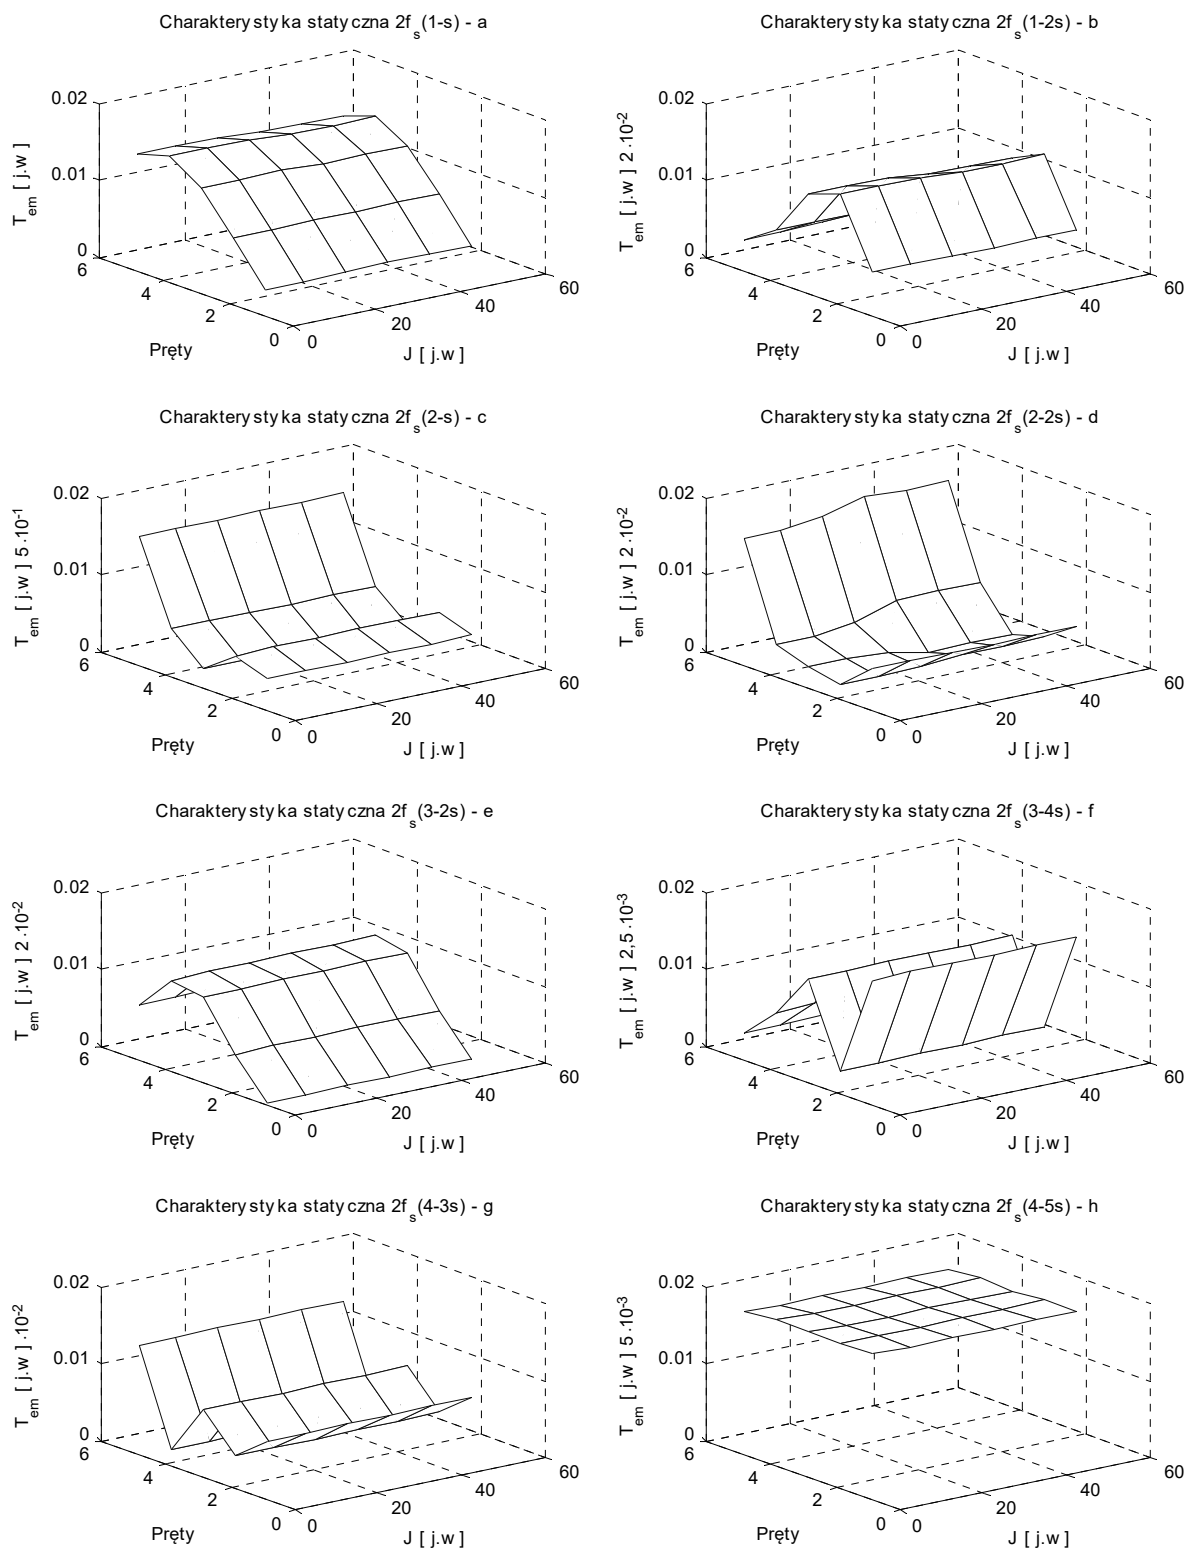 Charakterystyka statyczna 2f_s(1-s) - a
T_em [ j.w ]
0.02
0.01
0
6
4
2
0
Pręty
0
20
40
60
J [ j.w ]
Charakterystyka statyczna 2f_s(1-2s) - b
T_em [ j.w ] 2 .10^-2
0.02
0.01
0
6
4
2
0
Pręty
0
20
40
60
J [ j.w ]
Charakterystyka statyczna 2f_s(2-s) - c
T_em [ j.w ] 5 .10^-1
0.02
0.01
0
6
4
2
0
Pręty
0
20
40
60
J [ j.w ]
Charakterystyka statyczna 2f_s(2-2s) - d
T_em [ j.w ] 2 .10^-2
0.02
0.01
0
6
4
2
0
Pręty
0
20
40
60
J [ j.w ]
Charakterystyka statyczna 2f_s(3-2s) - e
T_em [ j.w ] 2 .10^-2
0.02
0.01
0
6
4
2
0
Pręty
0
20
40
60
J [ j.w ]
Charakterystyka statyczna 2f_s(3-4s) - f
T_em [ j.w ] 2,5 .10^-3
0.02
0.01
0
6
4
2
0
Pręty
0
20
40
60
J [ j.w ]
Charakterystyka statyczna 2f_s(4-3s) - g
T_em [ j.w ] .10^-2
0.02
0.01
0
6
4
2
0
Pręty
0
20
40
60
J [ j.w ]
Charakterystyka statyczna 2f_s(4-5s) - h
T_em [ j.w ] 5 .10^-3
0.02
0.01
0
6
4
2
0
Pręty
0
20
40
60
J [ j.w ]